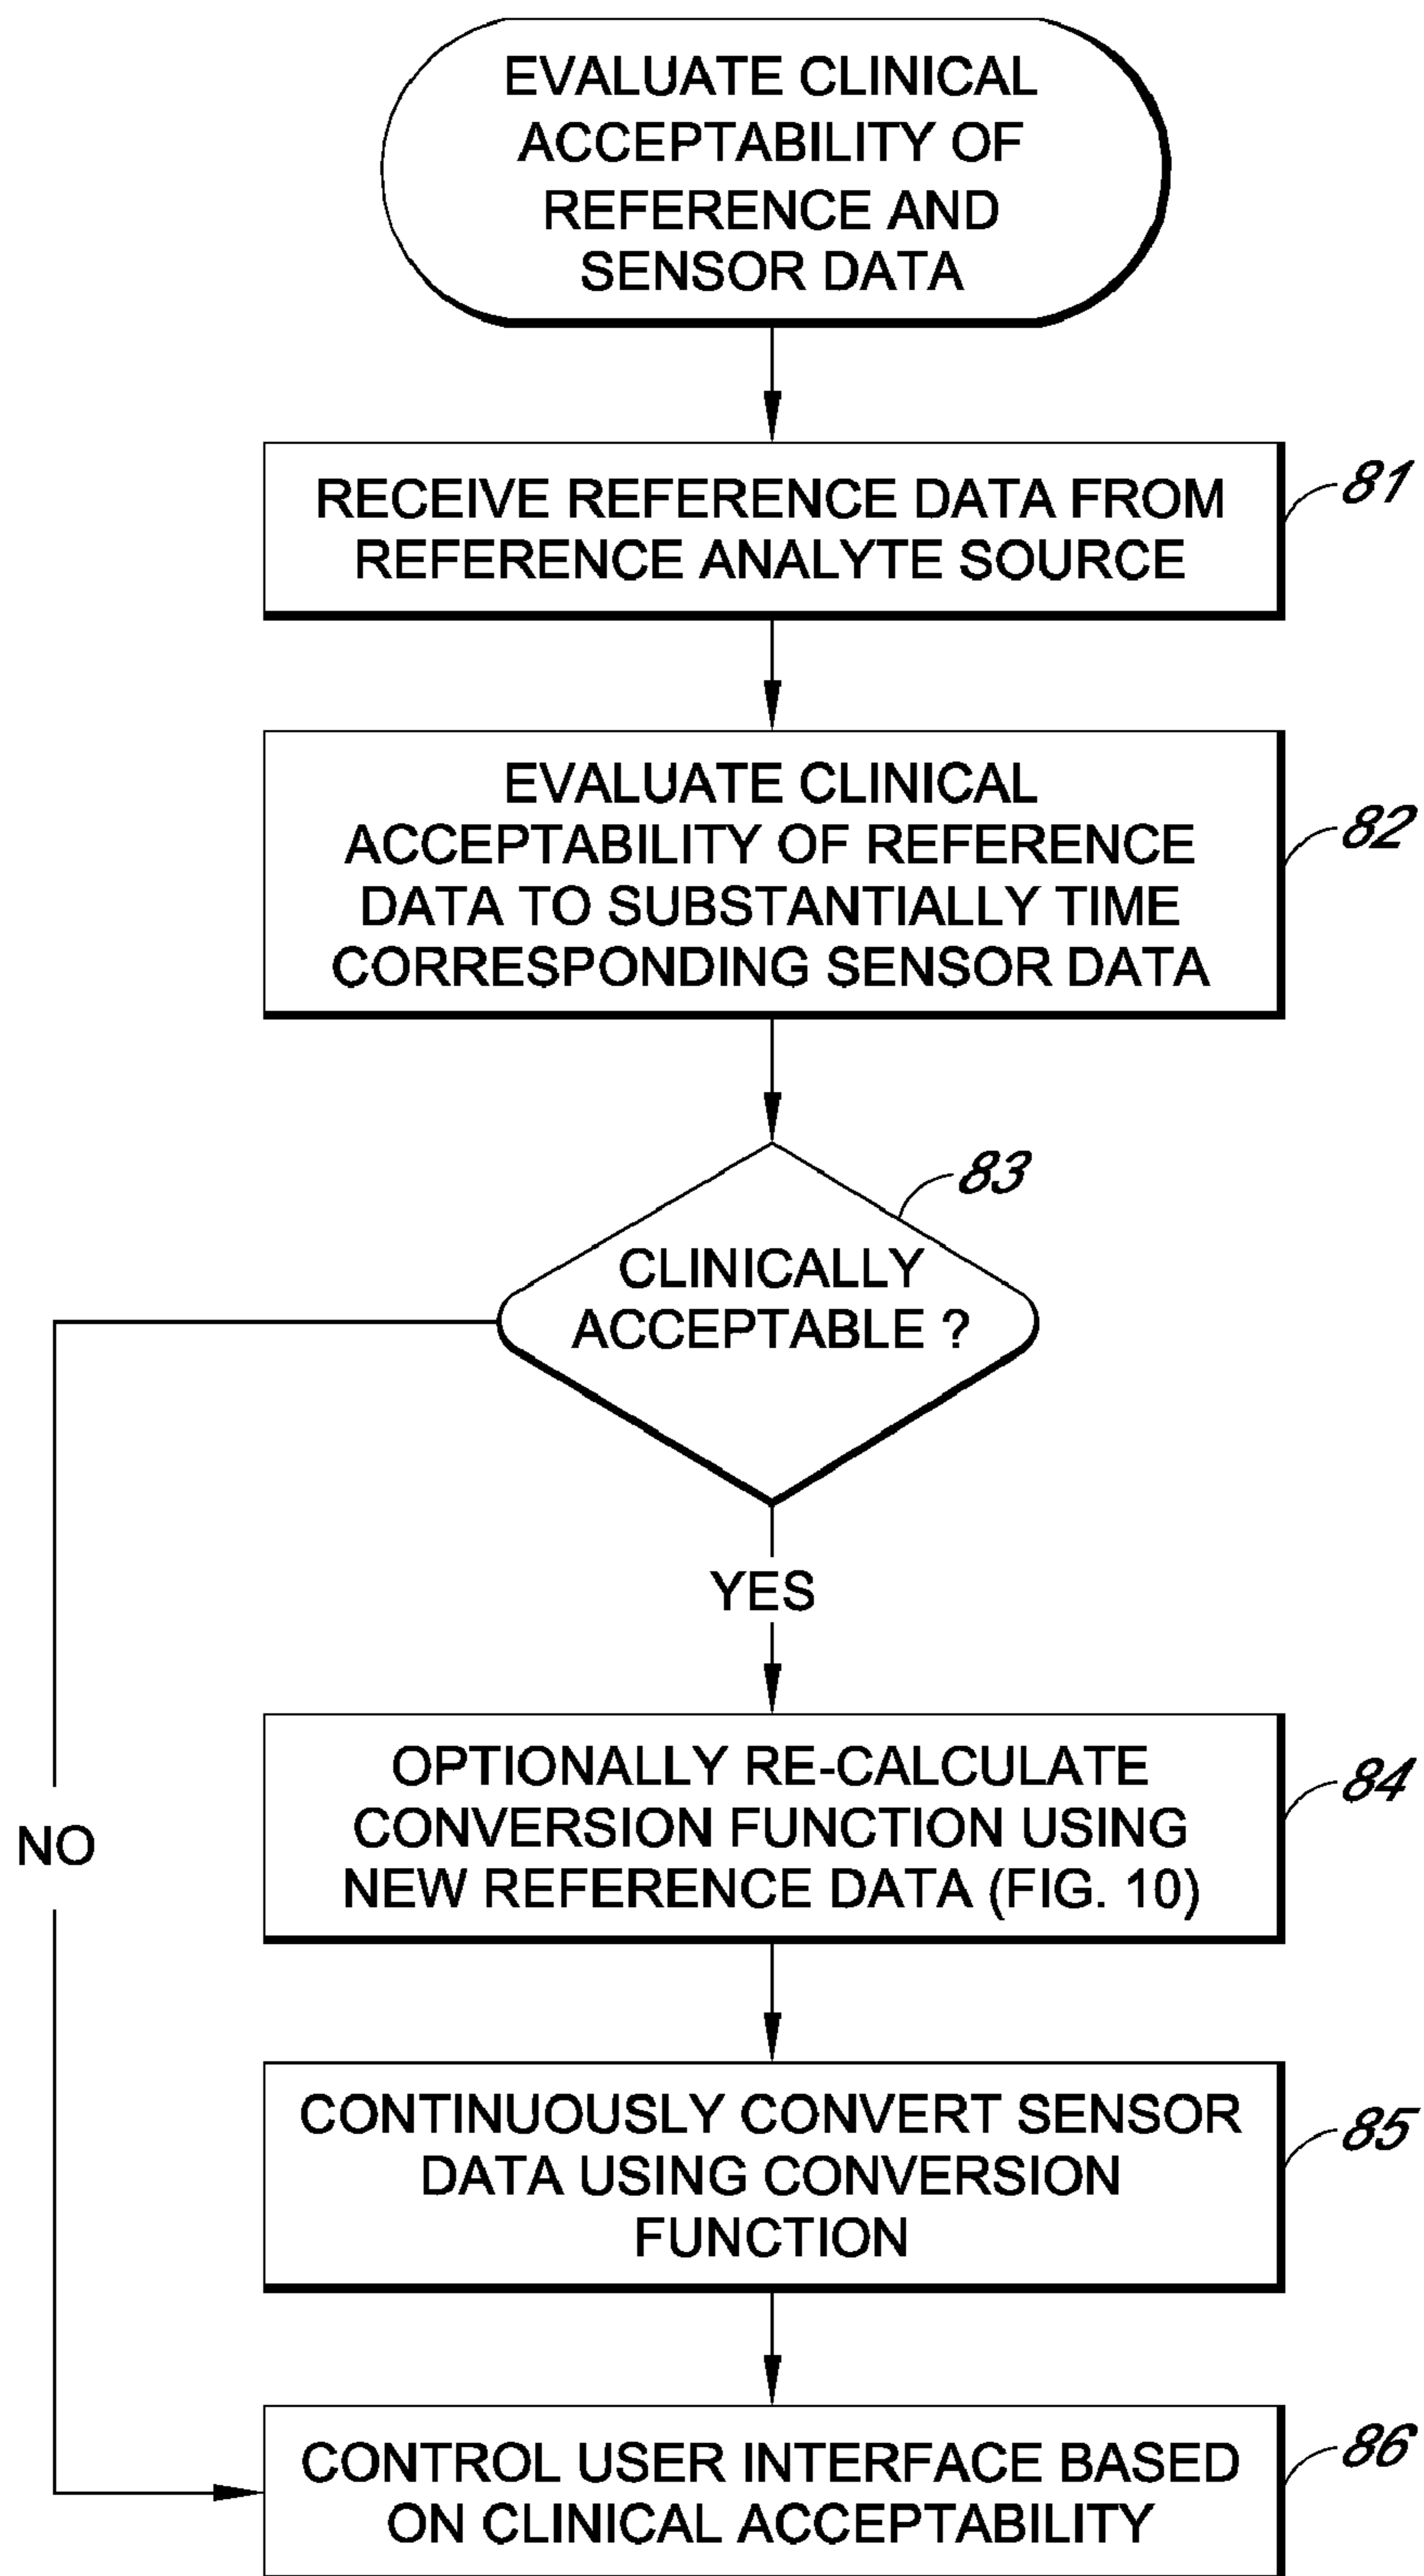 EVALUATE CLINICAL
ACCEPTABILITY OF
REFERENCE AND
SENSOR DATA
RECEIVE REFERENCE DATA FROM
REFERENCE ANALYTE SOURCE
81
EVALUATE CLINICAL
ACCEPTABILITY OF REFERENCE
DATA TO SUBSTANTIALLY TIME
CORRESPONDING SENSOR DATA
82
83
CLINICALLY
ACCEPTABLE ?
YES
NO
OPTIONALLY RE-CALCULATE
CONVERSION FUNCTION USING
NEW REFERENCE DATA (FIG. 10)
84
CONTINUOUSLY CONVERT SENSOR
DATA USING CONVERSION
FUNCTION
85
CONTROL USER INTERFACE BASED
ON CLINICAL ACCEPTABILITY
86